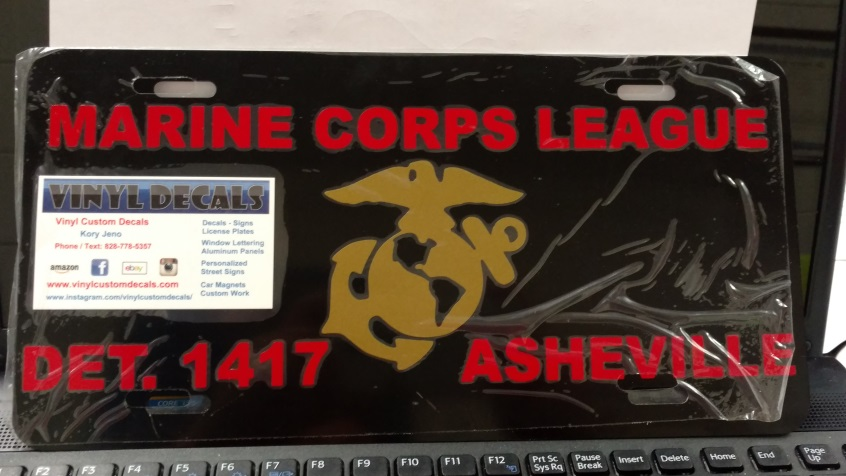 MARINE CORPS LEAGUE
VINYL DECALS
Vinyl Custom Decals
Kory Jeno
Phone / Text: 828-778-5357
amazon
f
ebay
www.vinylcustomdecals.com
www.instagram.com/vinylcustomdecals/
Decals - Signs
License Plates
Window Lettering
Aluminum Panels
Personalized
Street Signs
Car Magnets
Custom Work
DET. 1417
ASHEVILLE
F2 F3 F4 F5 F6 F7 F8 F9 F10 F11 F12 Prt Sc Sys Rq Pause Break Insert Delete Home End Page Up